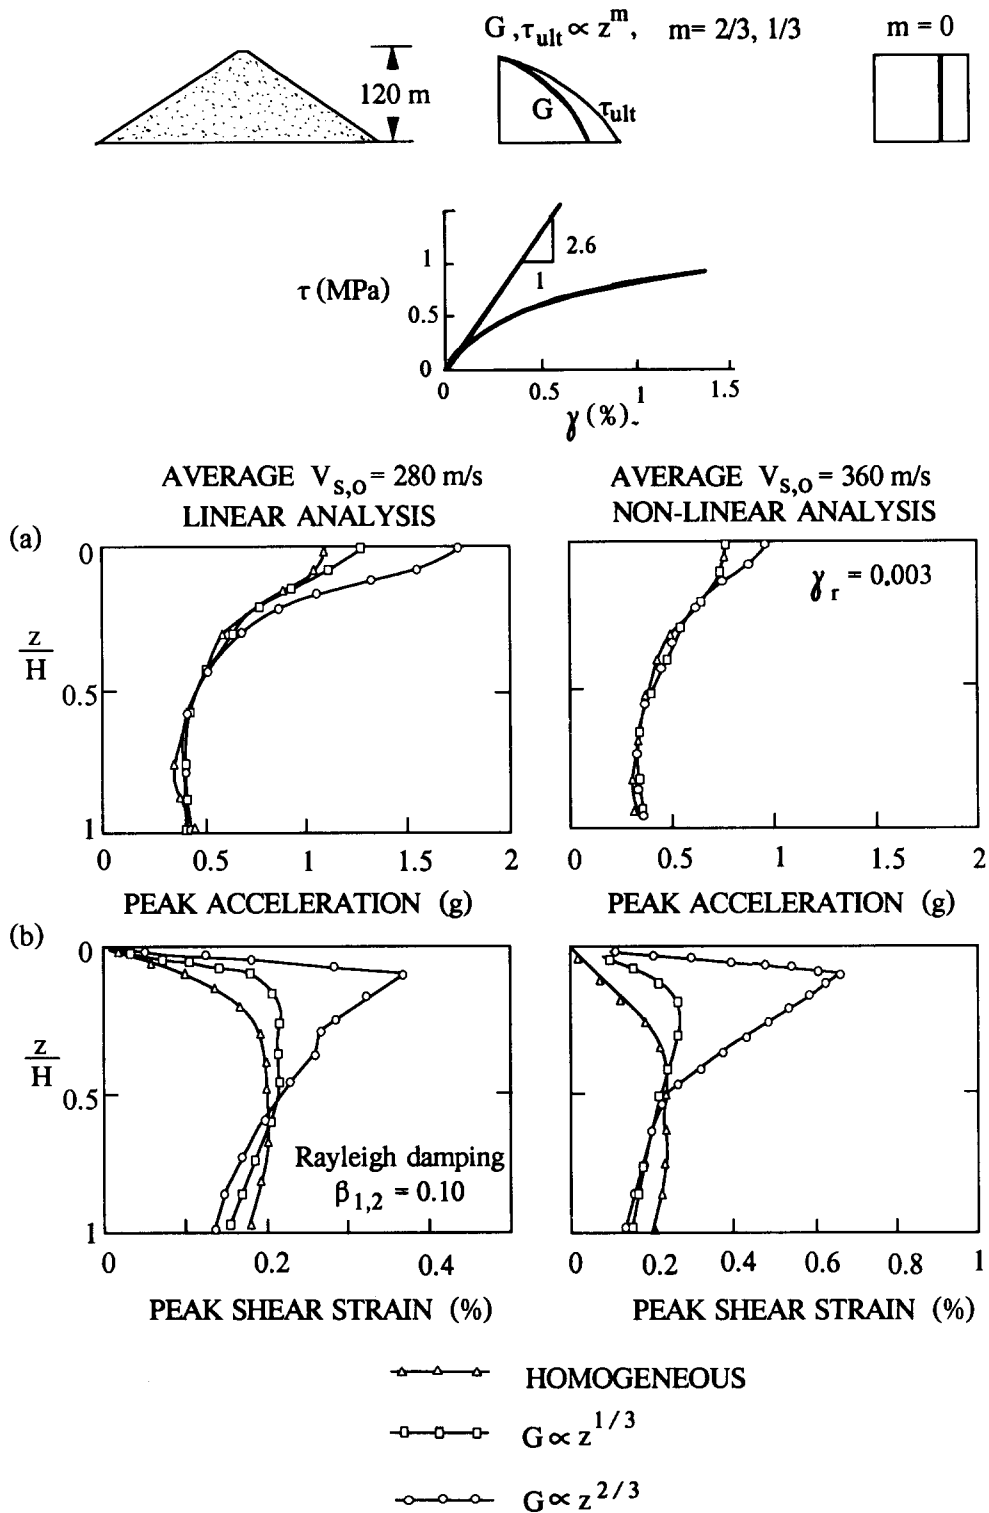 G , τult ∝ z^m, m= 2/3, 1/3
m = 0
120 m
G
τult
2.6
1
τ (MPa)
1
0.5
0
0 0.5 1 1.5
γ (%)
AVERAGE Vs,o = 280 m/s
LINEAR ANALYSIS
AVERAGE Vs,o = 360 m/s
NON-LINEAR ANALYSIS
(a)
0
z/H
0.5
1
γr = 0.003
0 0.5 1 1.5 2
0 0.5 1 1.5 2
PEAK ACCELERATION (g)
PEAK ACCELERATION (g)
(b)
0
z/H
0.5
1
Rayleigh damping
β1,2 = 0.10
0 0.2 0.4
0 0.2 0.4 0.6 0.8 1
PEAK SHEAR STRAIN (%)
PEAK SHEAR STRAIN (%)
HOMOGENEOUS
G ∝ z^1/3
G ∝ z^2/3